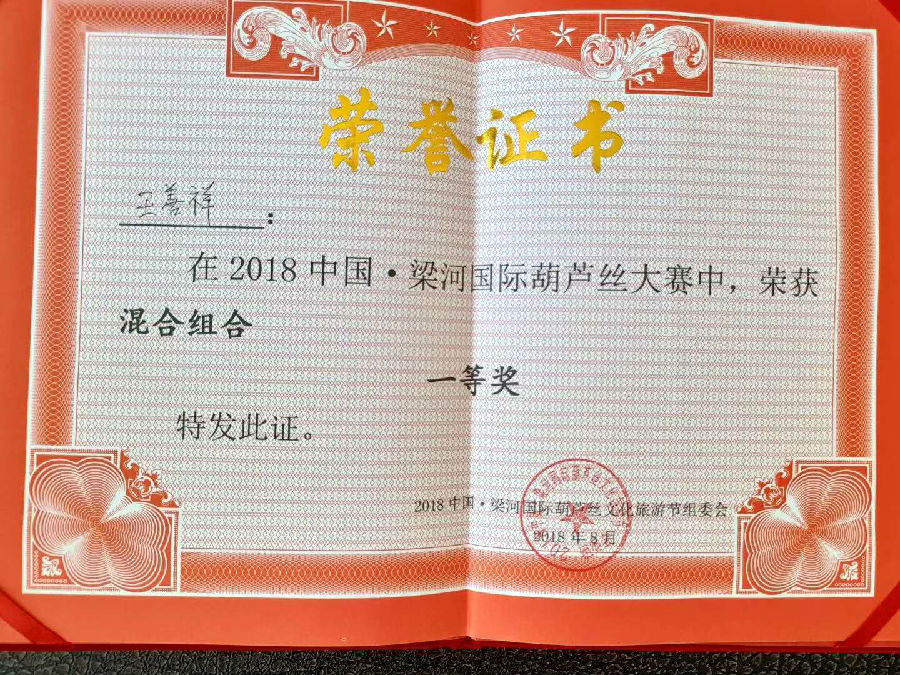 荣誉证书
王善祥：
在2018中国·梁河国际葫芦丝大赛中，荣获
混合组合
一等奖
特发此证。
2018中国·梁河国际葫芦丝文化旅游节组委会
2018年8月